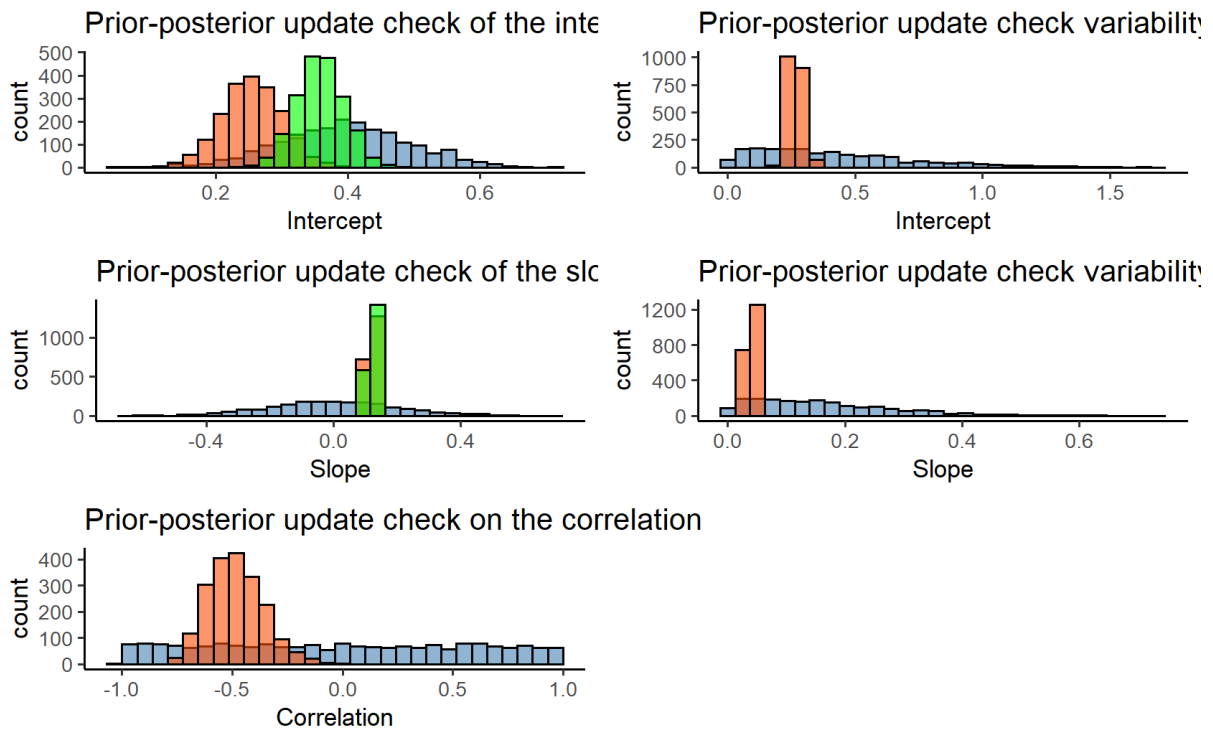 Prior-posterior update check of the inte
500
400
300
200
100
0
count
0.2 0.4 0.6
Intercept
Prior-posterior update check variability
1000
750
500
250
0
count
0.0 0.5 1.0 1.5
Intercept
Prior-posterior update check of the slo
1000
500
0
count
-0.4 0.0 0.4
Slope
Prior-posterior update check variability
1200
800
400
0
count
0.0 0.2 0.4 0.6
Slope
Prior-posterior update check on the correlation
400
300
200
100
0
count
-1.0 -0.5 0.0 0.5 1.0
Correlation